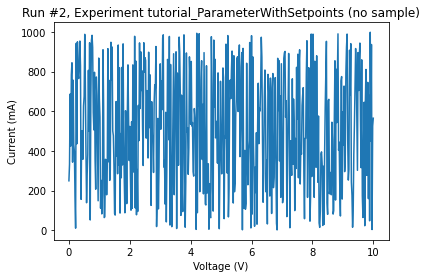 Run #2, Experiment tutorial_ParameterWithSetpoints (no sample)
1000
800
600
400
200
0
Current (mA)
0 2 4 6 8 10
Voltage (V)